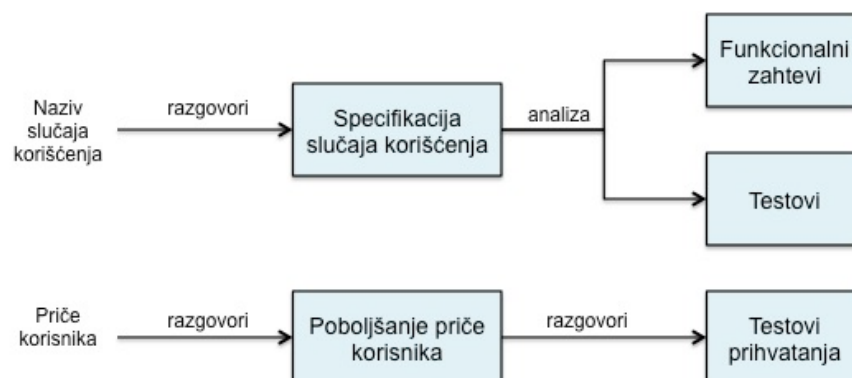 Naziv
slučaja
korišćenja
razgovori
Specifikacija
slučaja korišćenja
analiza
Funkcionalni
zahtevi
Testovi
Priče
korisnika
razgovori
Poboljšanje priče
korisnika
razgovori
Testovi
prihvatanja